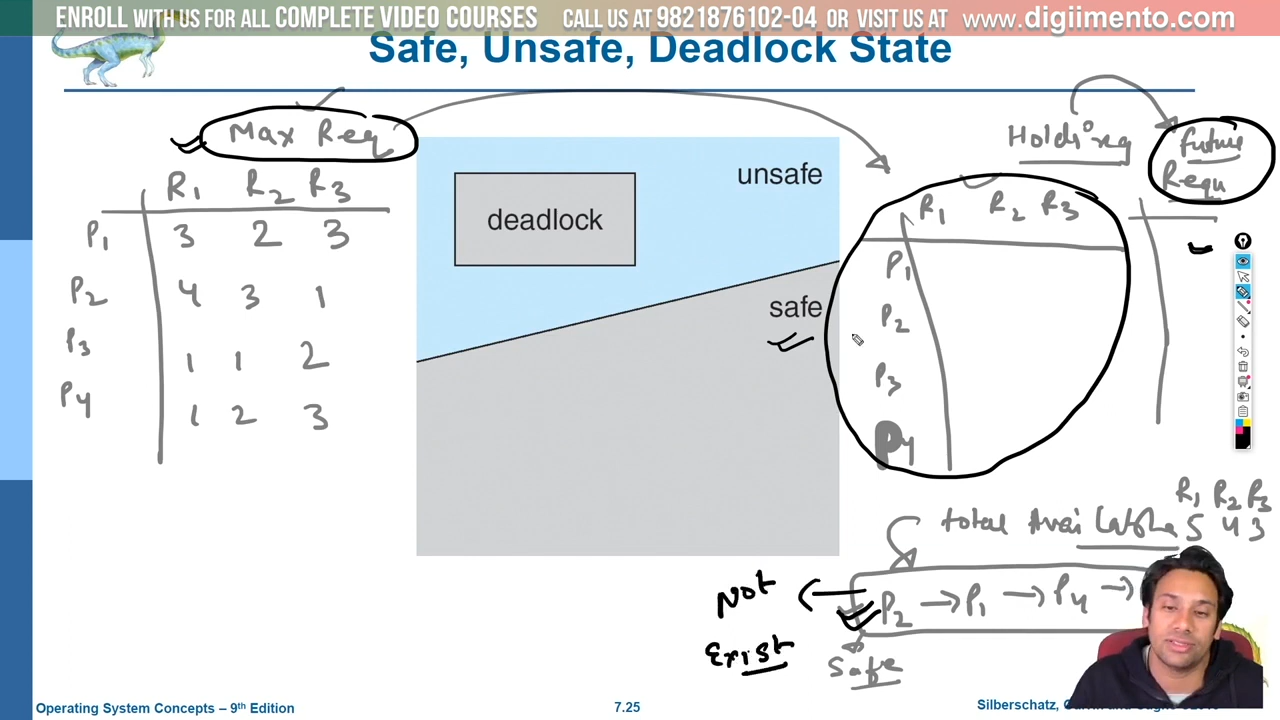 ENROLL WITH US FOR ALL COMPLETE VIDEO COURSES CALL US AT 9821876102-04 OR VISIT US AT www.digiimento.com
Safe, Unsafe, Deadlock State
Max Req
R1 R2 R3
P1 3 2 3
P2 4 3 1
P3 1 1 2
P4 1 2 3
deadlock
unsafe
safe
Holds req
future
Requ
R1 R2 R3
P1
P2
P3
P4
R1 R2 R3
total Available 5 4 3
P2 → P1 → P4 →
Not
Exist
Safe
Operating System Concepts – 9th Edition
7.25
Silberschatz,